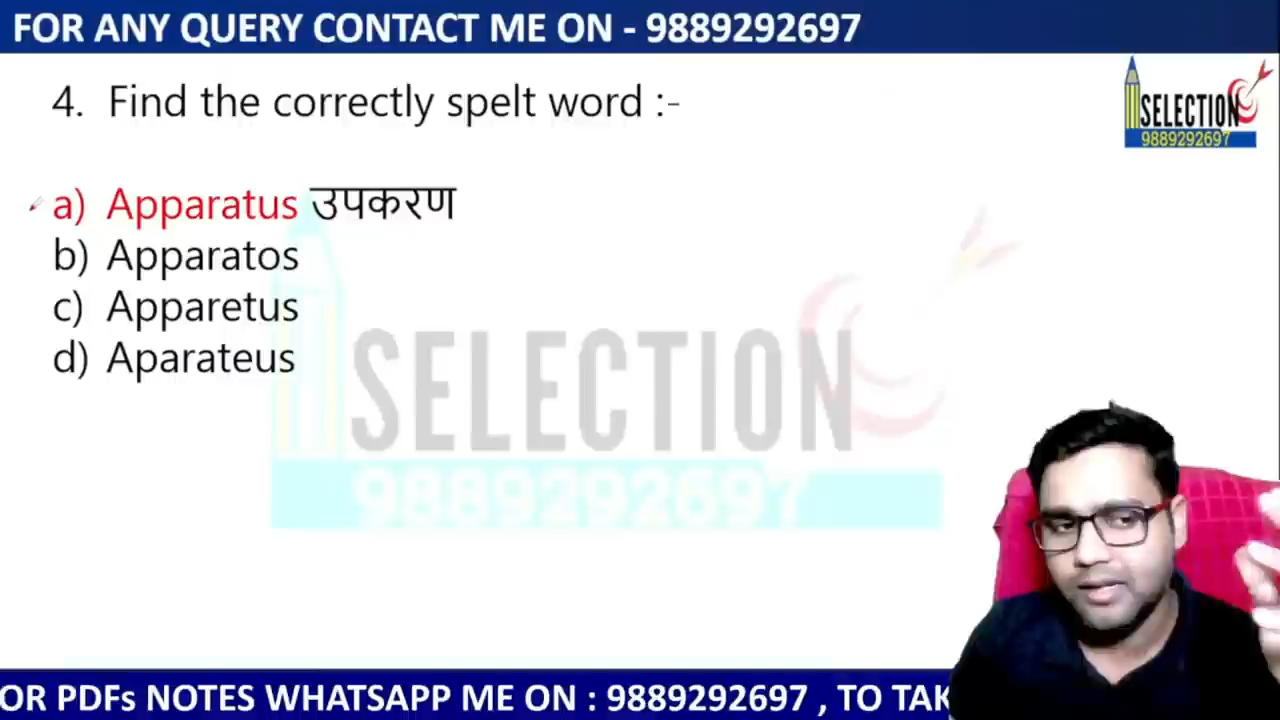 FOR ANY QUERY CONTACT ME ON - 9889292697
SELECTION
9889292697
4. Find the correctly spelt word :-
a) Apparatus उपकरण
b) Apparatos
c) Apparetus
d) Aparateus
SELECTION
9889292697
OR PDFs NOTES WHATSAPP ME ON : 9889292697 , TO TAK